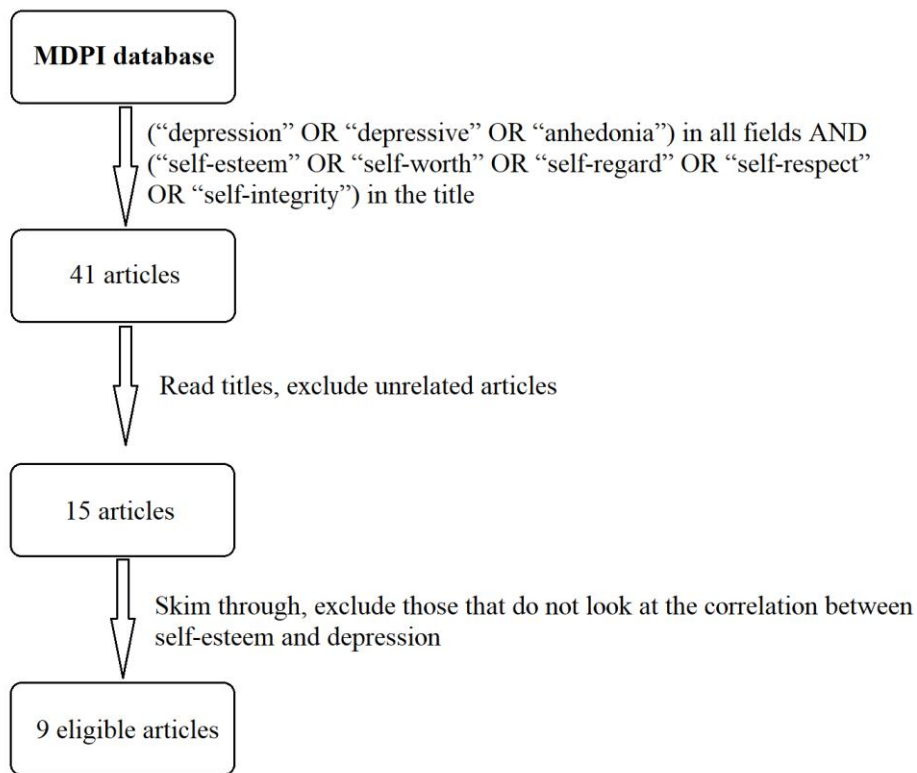 MDPI database
(“depression” OR “depressive” OR “anhedonia”) in all fields AND
(“self-esteem” OR “self-worth” OR “self-regard” OR “self-respect”
OR “self-integrity”) in the title
41 articles
Read titles, exclude unrelated articles
15 articles
Skim through, exclude those that do not look at the correlation between
self-esteem and depression
9 eligible articles